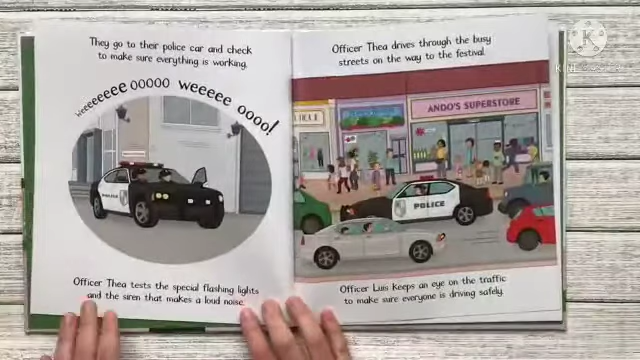 They go to their police car and check
to make sure everything is working.
weeeeeeee ooooo weeeee oooo!
Officer Thea tests the special flashing lights
and the siren that makes a loud noise.
Officer Thea drives through the busy
streets on the way to the festival.
ANDO'S SUPERSTORE
POLICE
Officer Luis keeps an eye on the traffic
to make sure everyone is driving safely.